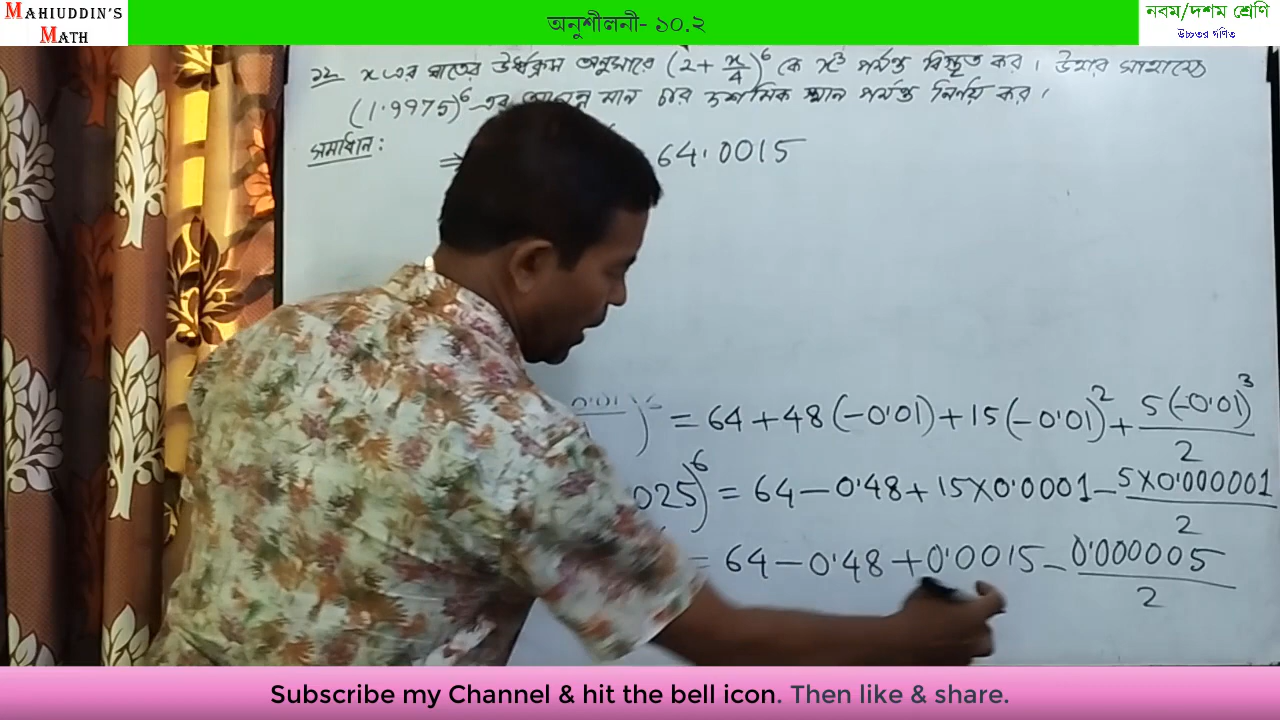 MAHIUDDIN'S
MATH
অনুশীলনী- ১০.২
নবম/দশম শ্রেণি
উচ্চতর গণিত
১২ x এর ঘাতের ঊর্ধ্বক্রম অনুসারে (2 + x/4)^6 কে x^3 পর্যন্ত বিস্তৃত কর। উহার সাহায্যে
(1.9975)^6 এর আসন্ন মান চার দশমিক স্থান পর্যন্ত নির্ণয় কর।
সমাধান:
⇒ 64.0015
0.01 )^6 = 64 + 48(-0.01) + 15(-0.01)^2 + 5(-0.01)^3/2
025)^6 = 64 - 0.48 + 15×0.0001 - 5×0.000001/2
= 64 - 0.48 + 0.0015 - 0.000005/2
Subscribe my Channel & hit the bell icon. Then like & share.